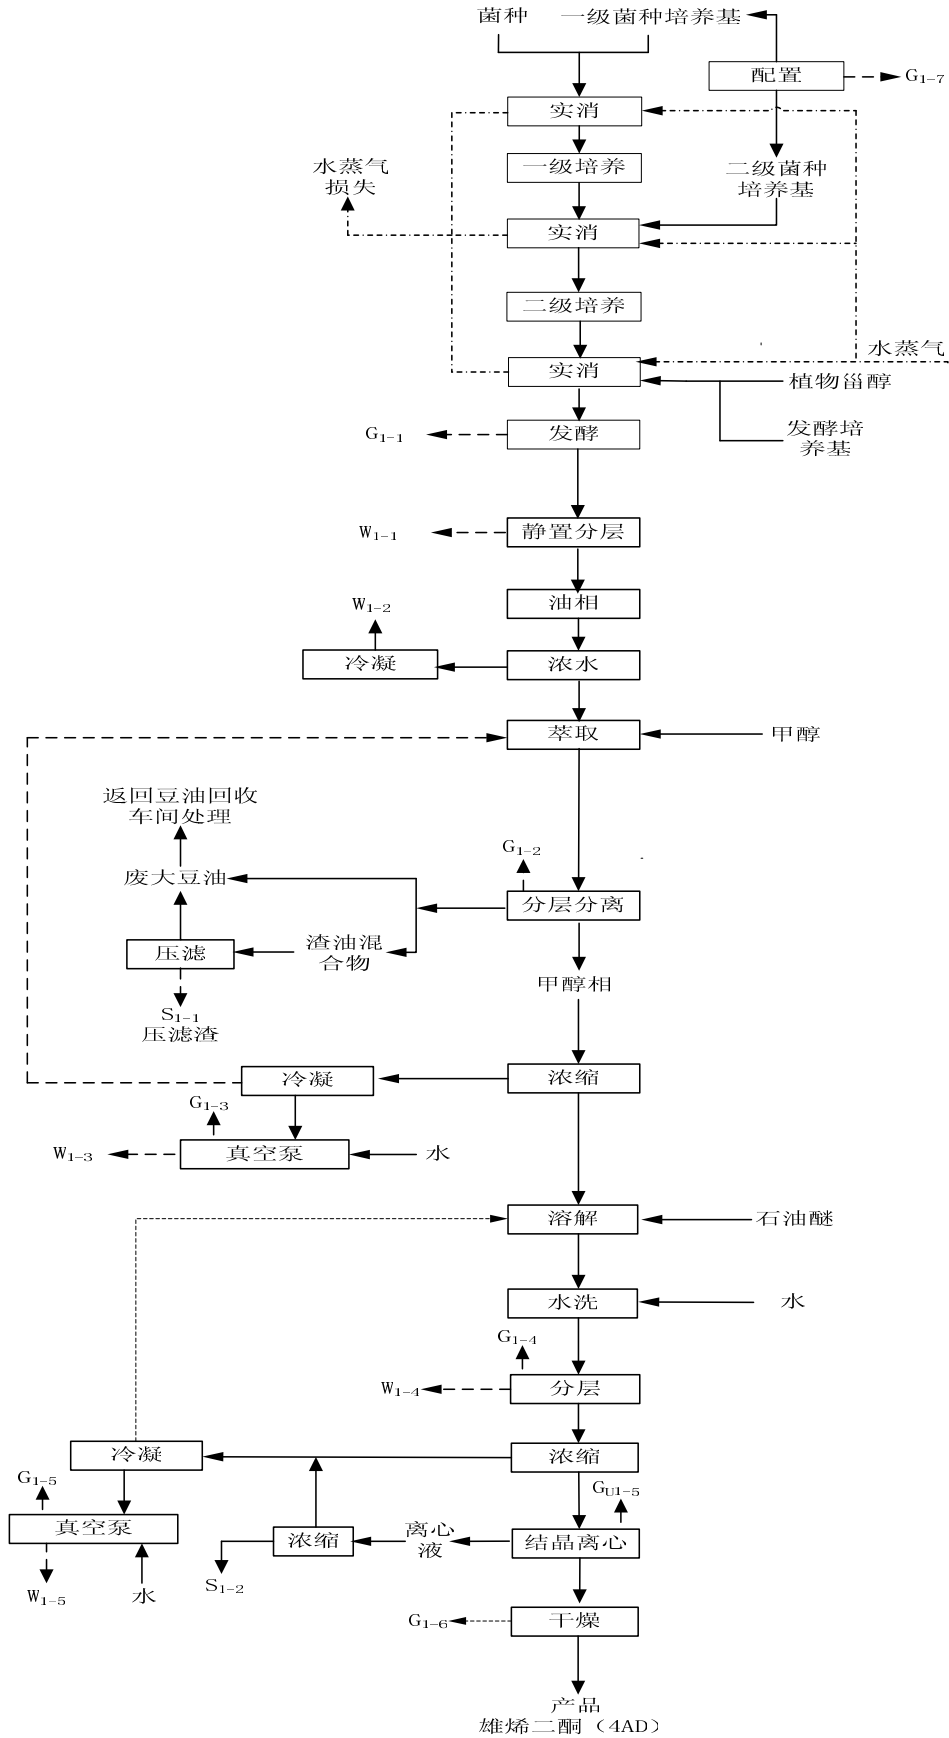 菌种
一级菌种培养基
配置
G1-7
实消
一级培养
水蒸气
损失
二级菌种
培养基
实消
二级培养
水蒸气
实消
植物甾醇
G1-1
发酵
发酵培
养基
W1-1
静置分层
油相
W1-2
冷凝
浓水
萃取
甲醇
返回豆油回收
车间处理
G1-2
废大豆油
分层分离
压滤
渣油混
合物
甲醇相
S1-1
压滤渣
冷凝
浓缩
G1-3
W1-3
真空泵
水
溶解
石油醚
水洗
水
G1-4
W1-4
分层
冷凝
浓缩
G1-5
GU1-5
真空泵
浓缩
离心
液
结晶离心
W1-5
水
S1-2
G1-6
干燥
产品
雄烯二酮（4AD）